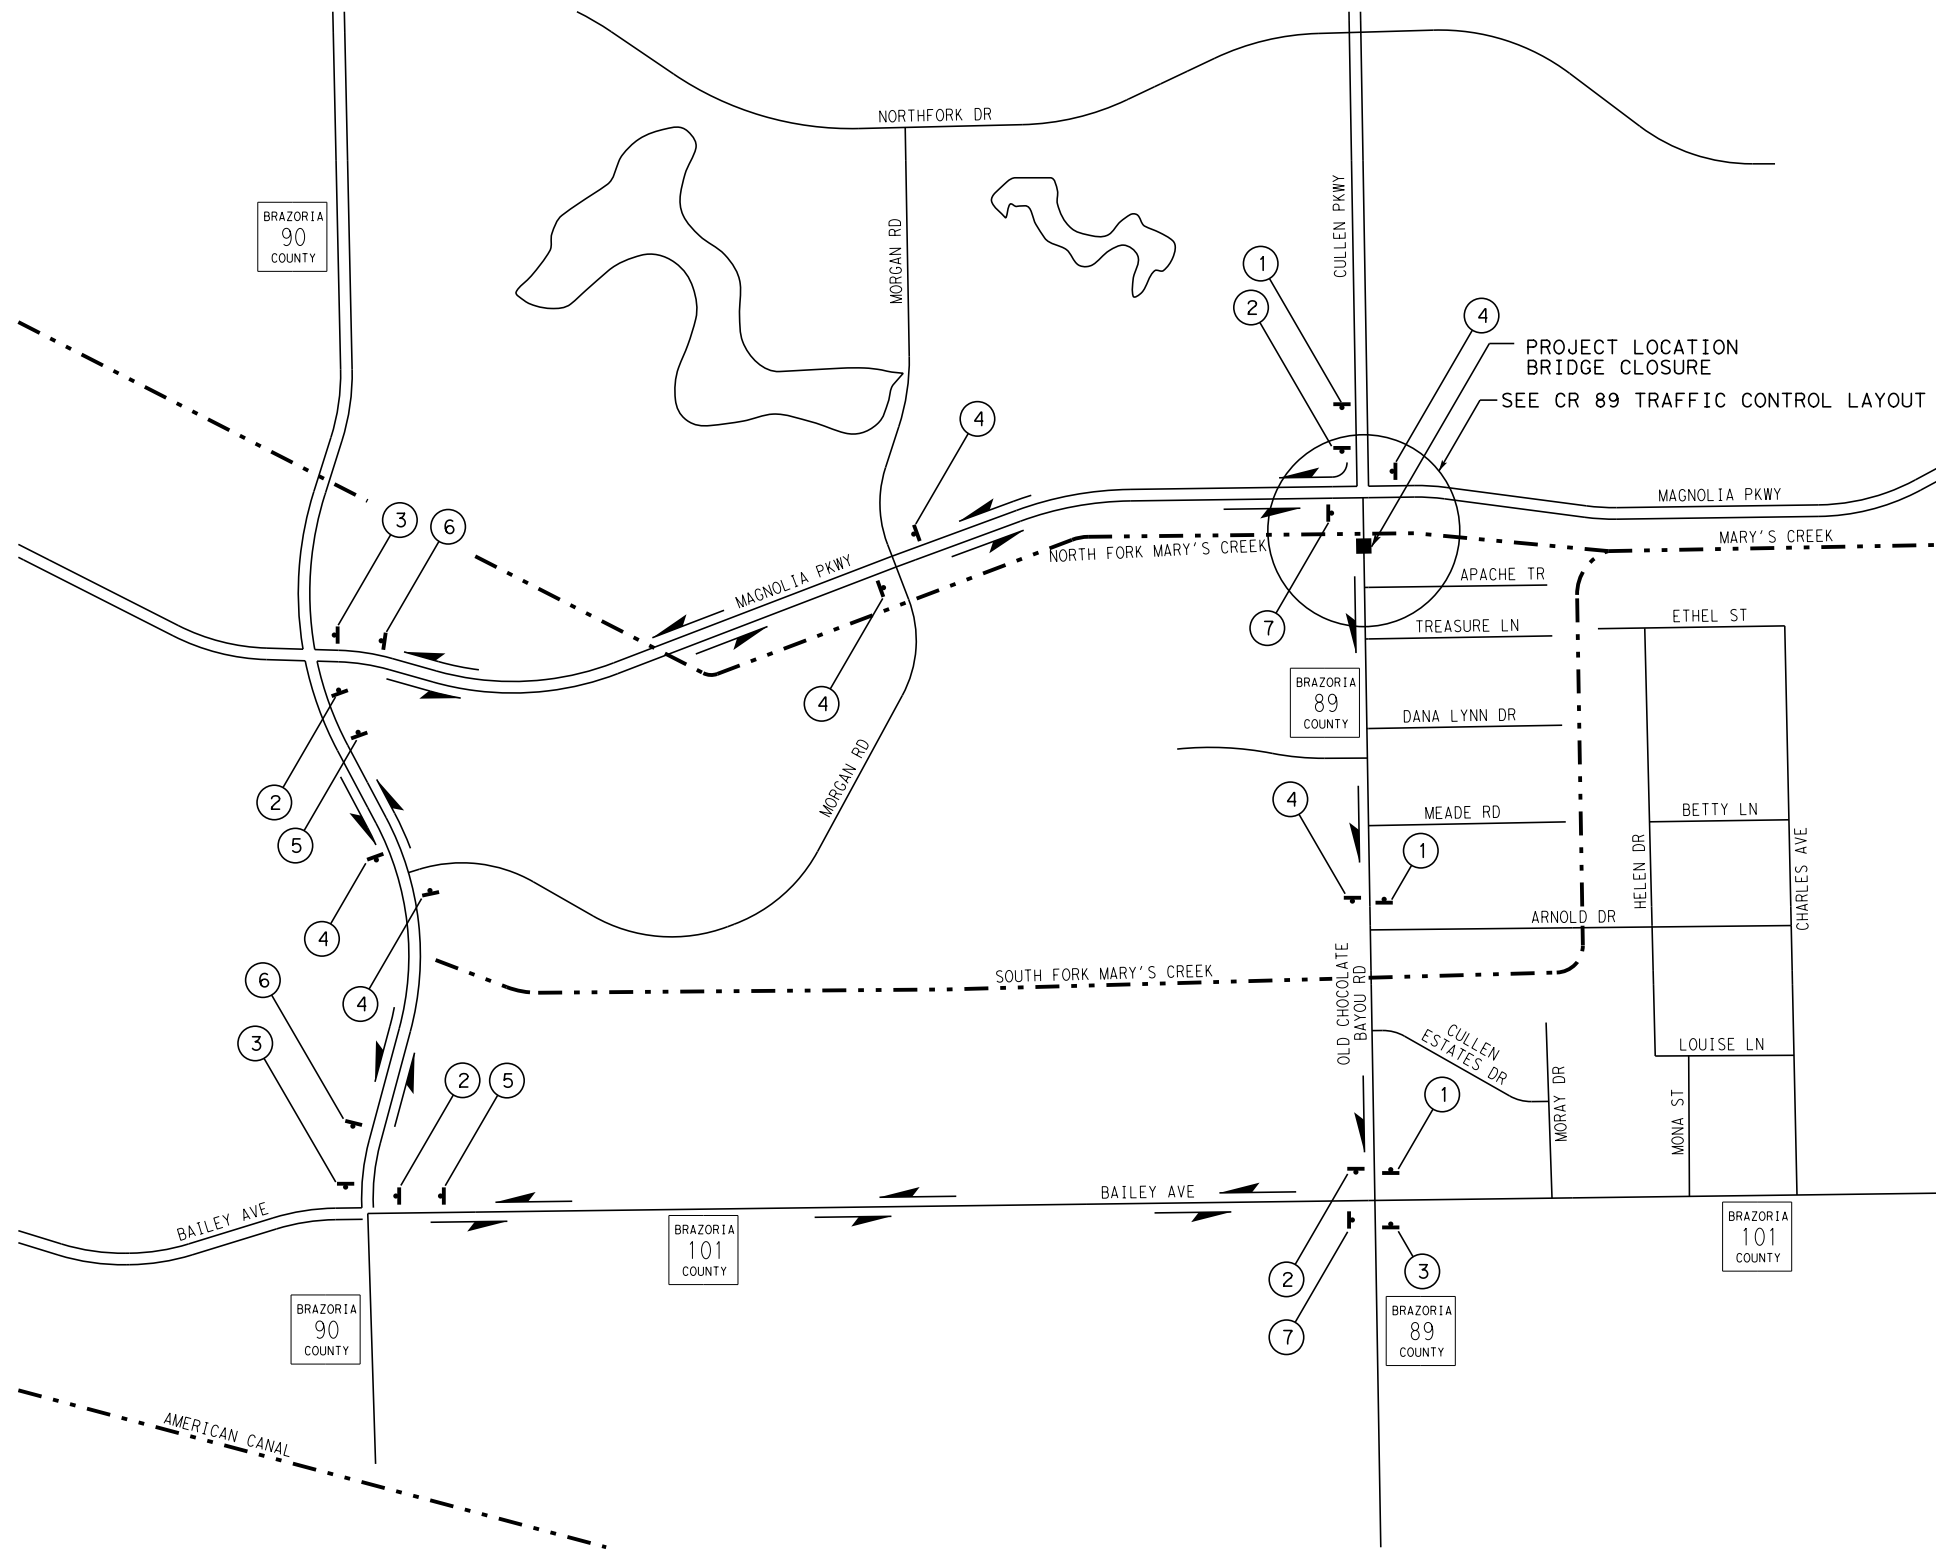 NORTHFORK DR
CULLEN PKWY
MORGAN RD
BRAZORIA
90
COUNTY
1
2
4
PROJECT LOCATION
BRIDGE CLOSURE
SEE CR 89 TRAFFIC CONTROL LAYOUT
4
MAGNOLIA PKWY
3
6
MARY'S CREEK
NORTH FORK MARY'S CREEK
MAGNOLIA PKWY
APACHE TR
7
ETHEL ST
TREASURE LN
4
BRAZORIA
89
COUNTY
DANA LYNN DR
MORGAN RD
2
5
4
MEADE RD
BETTY LN
1
HELEN DR
CHARLES AVE
4
ARNOLD DR
4
6
SOUTH FORK MARY'S CREEK
OLD CHOCOLATE
BAYOU RD
3
CULLEN
ESTATES DR
LOUISE LN
2
5
1
MORAY DR
MONA ST
BAILEY AVE
BAILEY AVE
BRAZORIA
101
COUNTY
BRAZORIA
101
COUNTY
2
3
7
BRAZORIA
90
COUNTY
BRAZORIA
89
COUNTY
AMERICAN CANAL